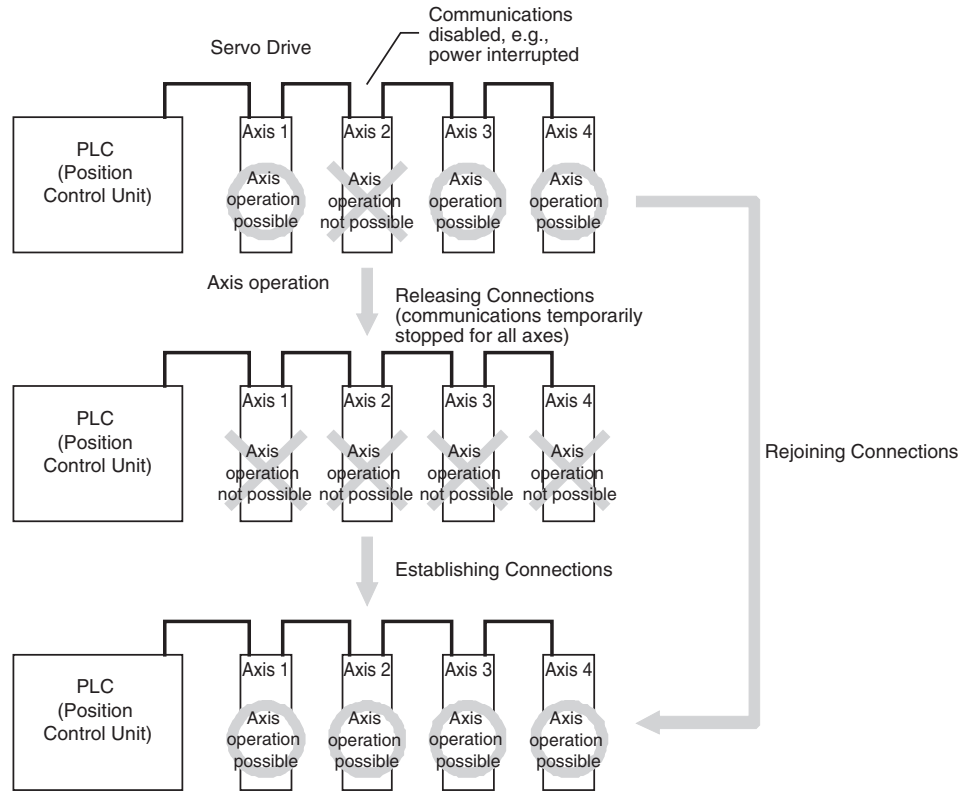 Communications
disabled, e.g.,
power interrupted
Servo Drive
PLC
(Position
Control Unit)
Axis 1
Axis
operation
possible
Axis 2
Axis
operation
not possible
Axis 3
Axis
operation
possible
Axis 4
Axis
operation
possible
Axis operation
Releasing Connections
(communications temporarily
stopped for all axes)
PLC
(Position
Control Unit)
Axis 1
Axis
operation
not possible
Axis 2
Axis
operation
not possible
Axis 3
Axis
operation
not possible
Axis 4
Axis
operation
not possible
Rejoining Connections
Establishing Connections
PLC
(Position
Control Unit)
Axis 1
Axis
operation
possible
Axis 2
Axis
operation
possible
Axis 3
Axis
operation
possible
Axis 4
Axis
operation
possible